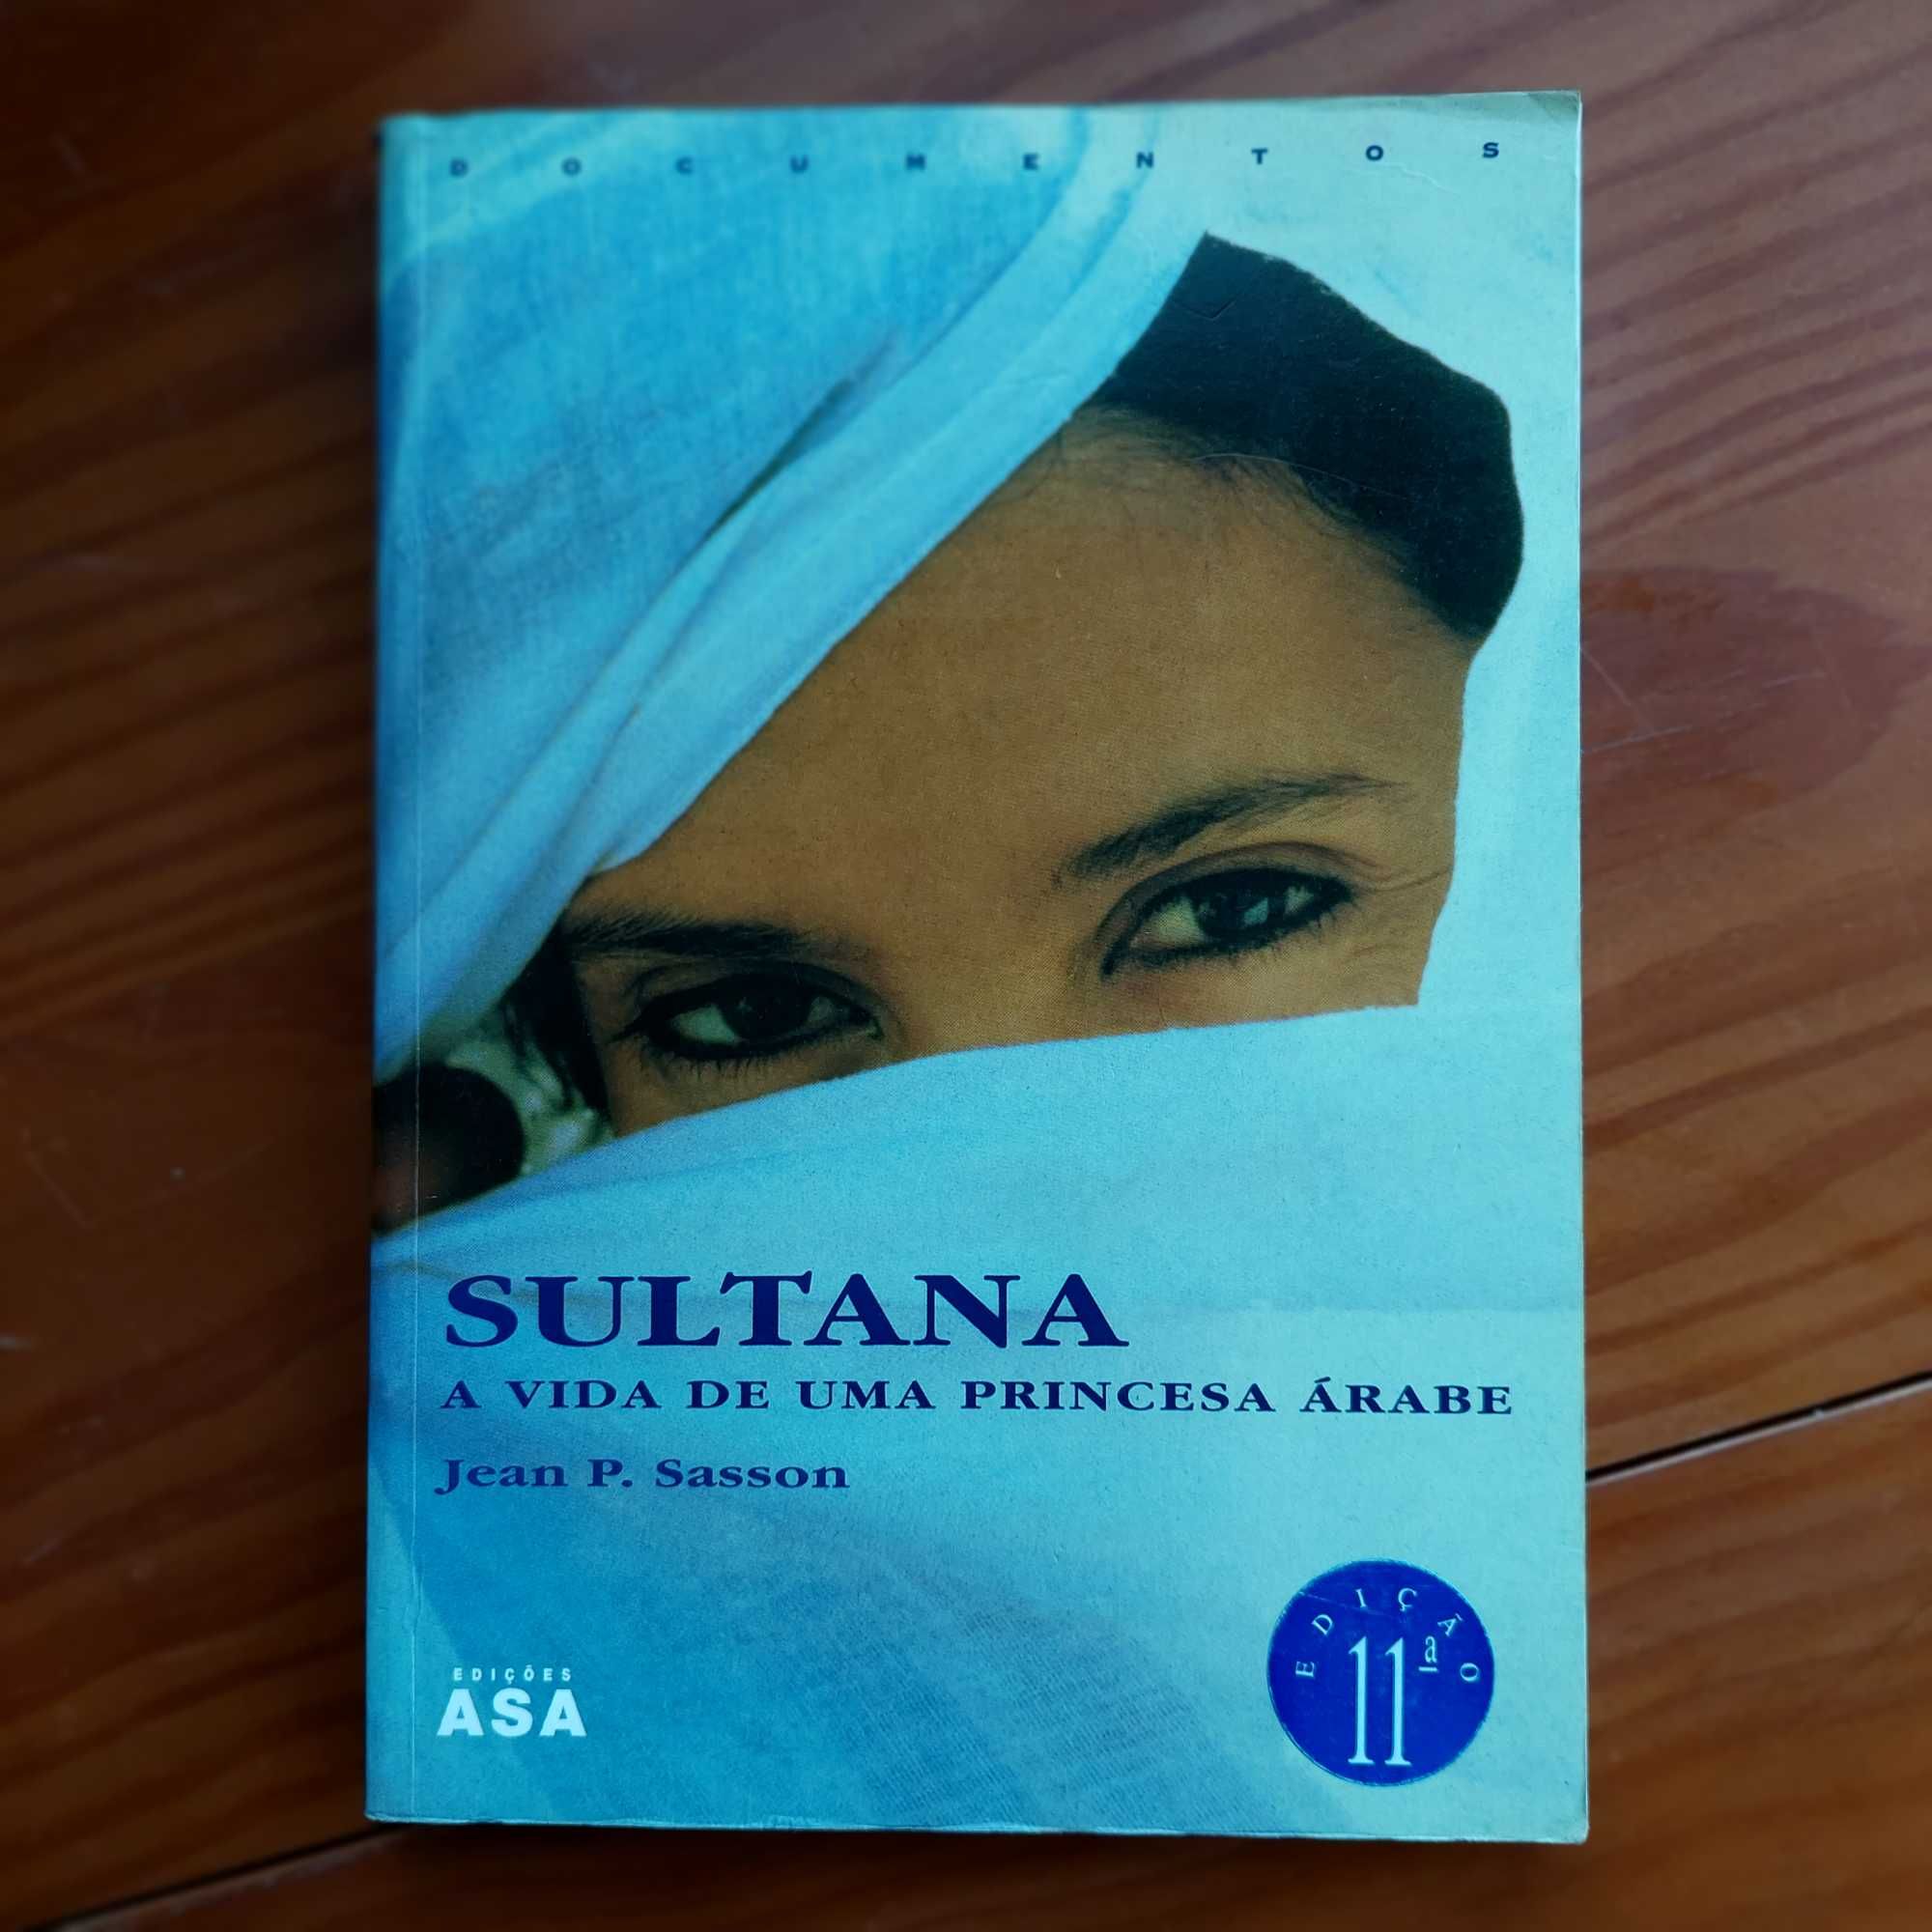 DOCUMENTOS
SULTANA
A VIDA DE UMA PRINCESA ÁRABE
Jean P. Sasson
EDIÇÃO
11ª
EDIÇÕES
ASA